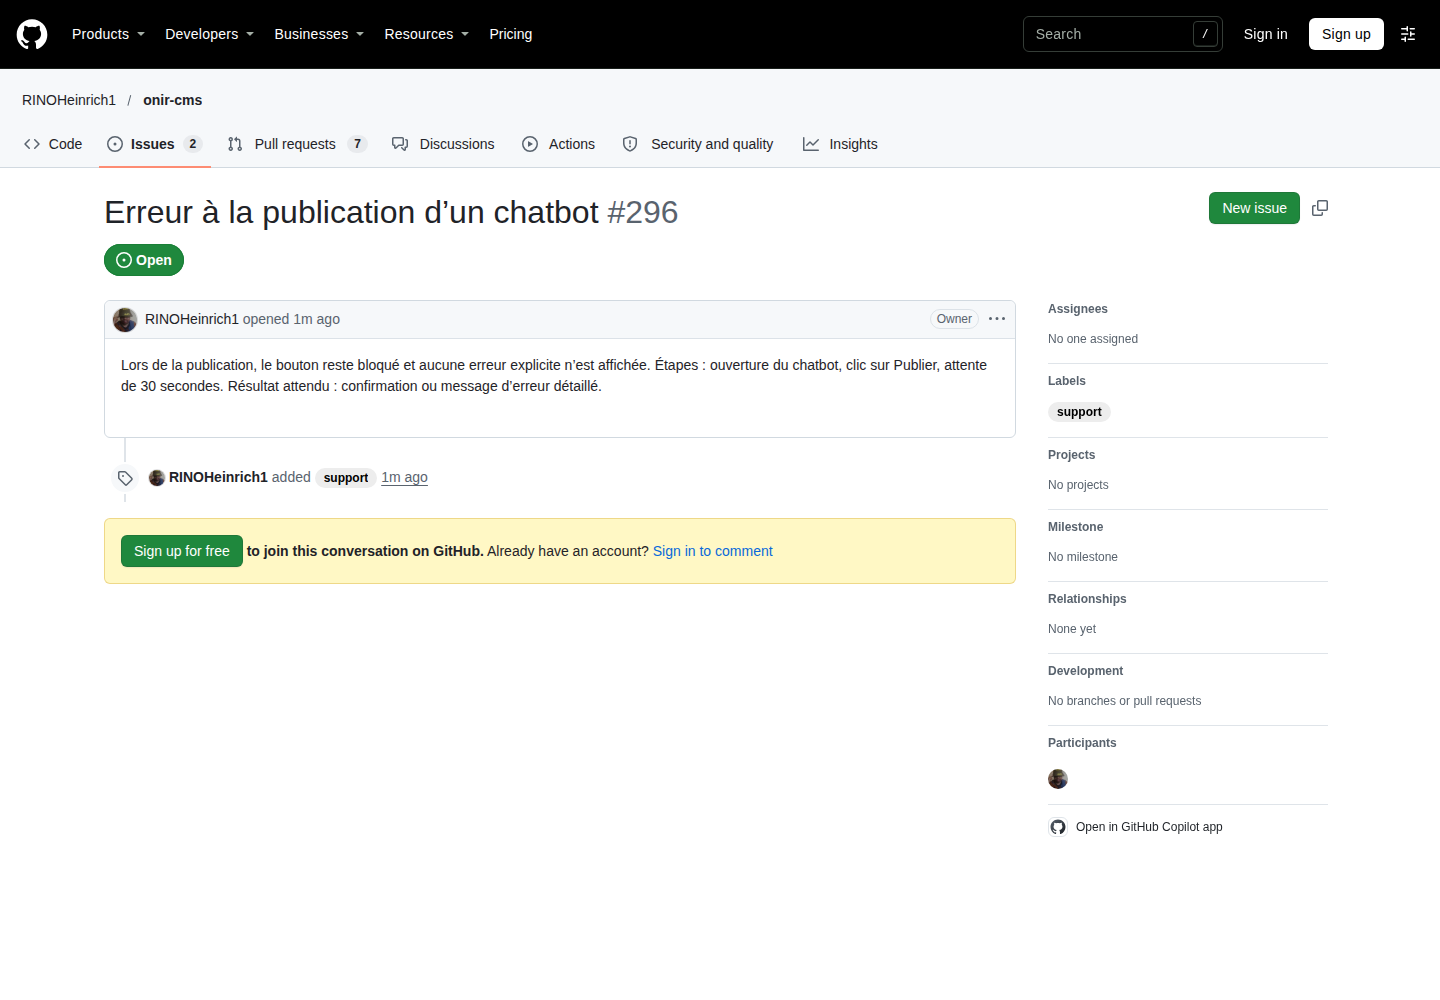 Products Developers Businesses Resources Pricing Search / Sign in Sign up
RINOHeinrich1 / onir-cms
Code Issues 2 Pull requests 7 Discussions Actions Security and quality Insights
Erreur à la publication d’un chatbot #296
New issue
Open
RINOHeinrich1 opened 1m ago
Owner
Lors de la publication, le bouton reste bloqué et aucune erreur explicite n’est affichée. Étapes : ouverture du chatbot, clic sur Publier, attente
de 30 secondes. Résultat attendu : confirmation ou message d’erreur détaillé.
RINOHeinrich1 added support 1m ago
Sign up for free to join this conversation on GitHub. Already have an account? Sign in to comment
Assignees
No one assigned
Labels
support
Projects
No projects
Milestone
No milestone
Relationships
None yet
Development
No branches or pull requests
Participants
Open in GitHub Copilot app